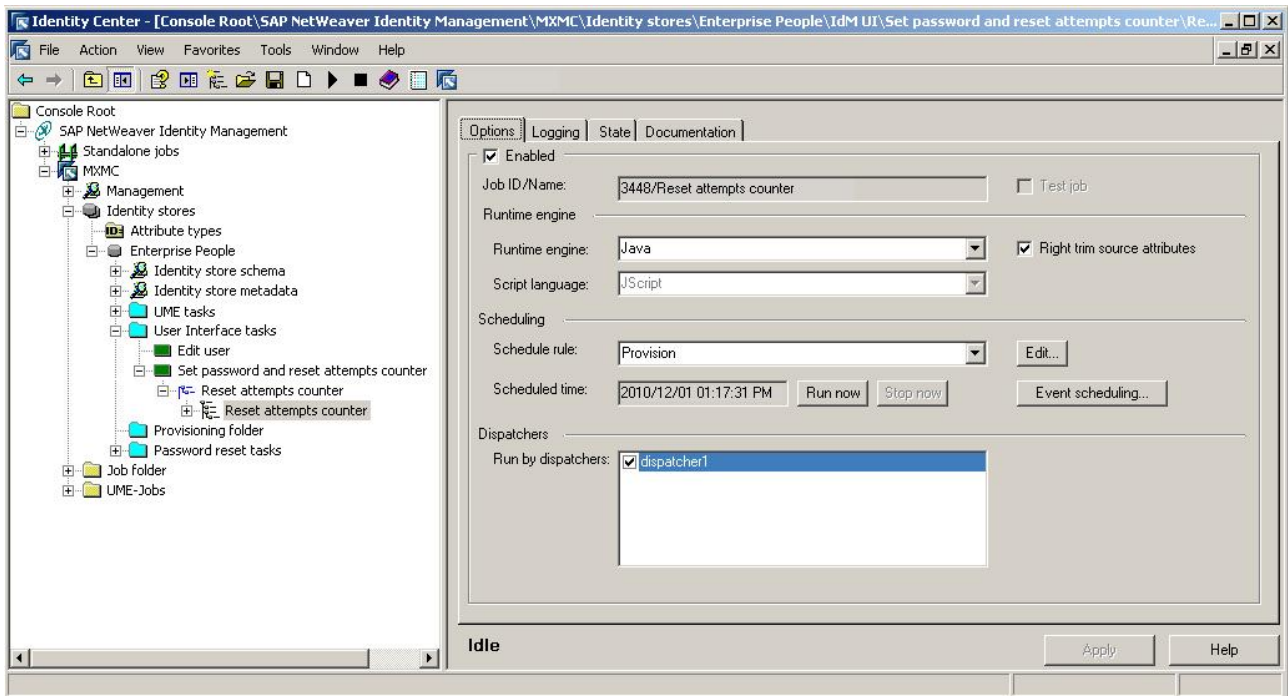 Identity Center - [Console Root\SAP NetWeaver Identity Management\MXMC\Identity stores\Enterprise People\IdM UI\Set password and reset attempts counter\Re...
File Action View Favorites Tools Window Help
Console Root
SAP NetWeaver Identity Management
Standalone jobs
MXMC
Management
Identity stores
Attribute types
Enterprise People
Identity store schema
Identity store metadata
UME tasks
User Interface tasks
Edit user
Set password and reset attempts counter
Reset attempts counter
Reset attempts counter
Provisioning folder
Password reset tasks
Job folder
UME-Jobs
Options Logging State Documentation
Enabled
Job ID/Name: 3448/Reset attempts counter Test job
Runtime engine
Runtime engine: Java Right trim source attributes
Script language: JScript
Scheduling
Schedule rule: Provision Edit...
Scheduled time: 2010/12/01 01:17:31 PM Run now Stop now Event scheduling...
Dispatchers
Run by dispatchers: dispatcher1
Idle Apply Help